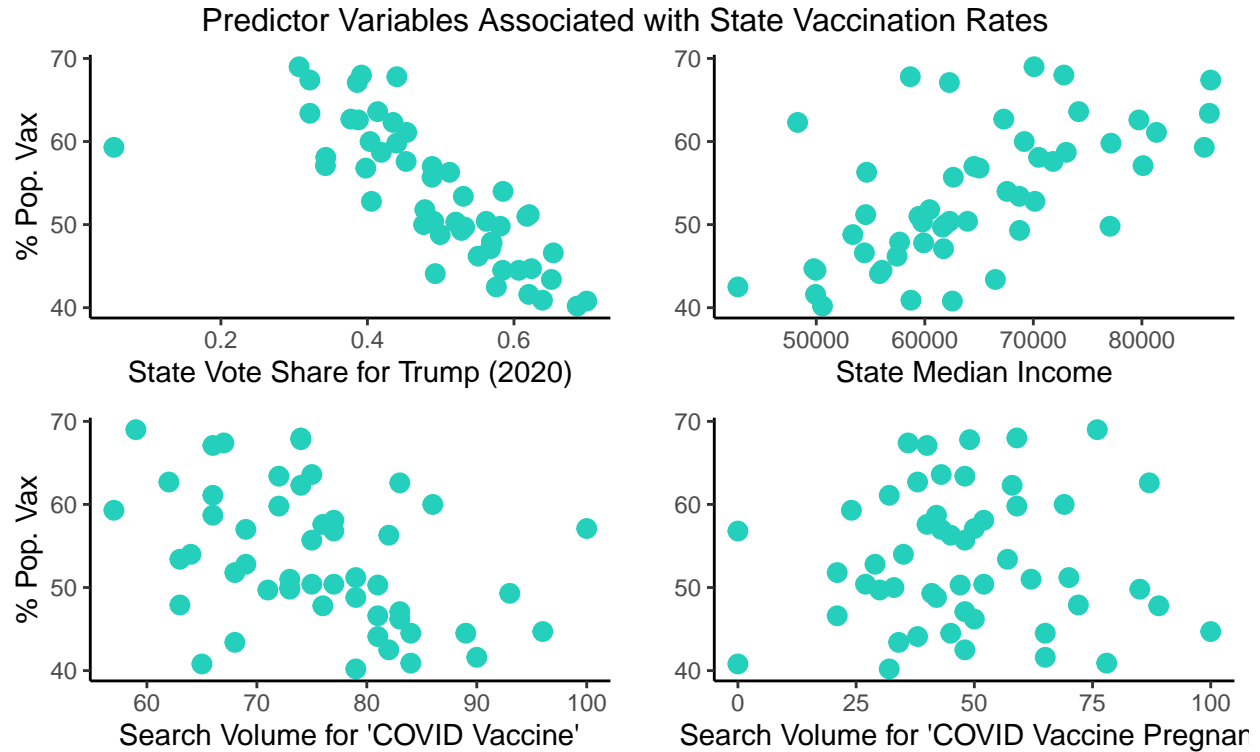 Predictor Variables Associated with State Vaccination Rates
% Pop. Vax
70
60
50
40
0.2 0.4 0.6
State Vote Share for Trump (2020)
70
60
50
40
50000 60000 70000 80000
State Median Income
% Pop. Vax
70
60
50
40
60 70 80 90 100
Search Volume for 'COVID Vaccine'
70
60
50
40
0 25 50 75 100
Search Volume for 'COVID Vaccine Pregnan